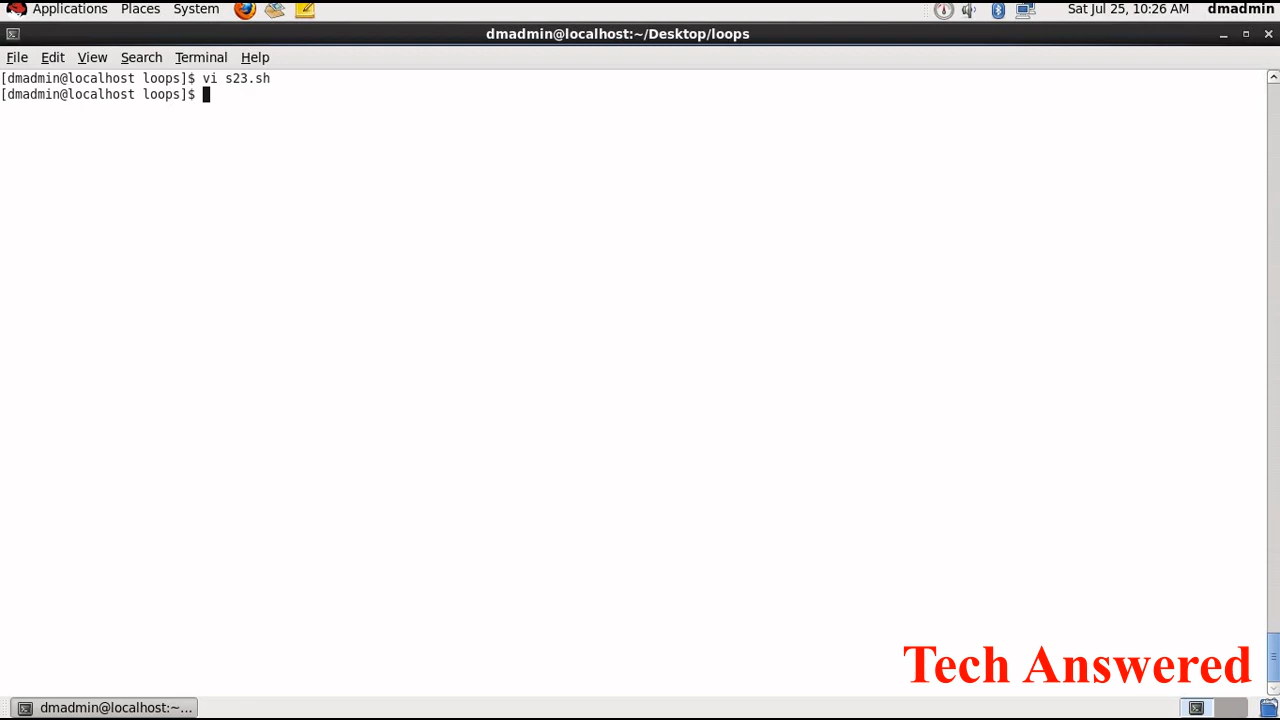 Applications Places System Sat Jul 25, 10:26 AM dmadmin
dmadmin@localhost:~/Desktop/loops
File Edit View Search Terminal Help
[dmadmin@localhost loops]$ vi s23.sh
[dmadmin@localhost loops]$
Tech Answered
dmadmin@localhost:~...